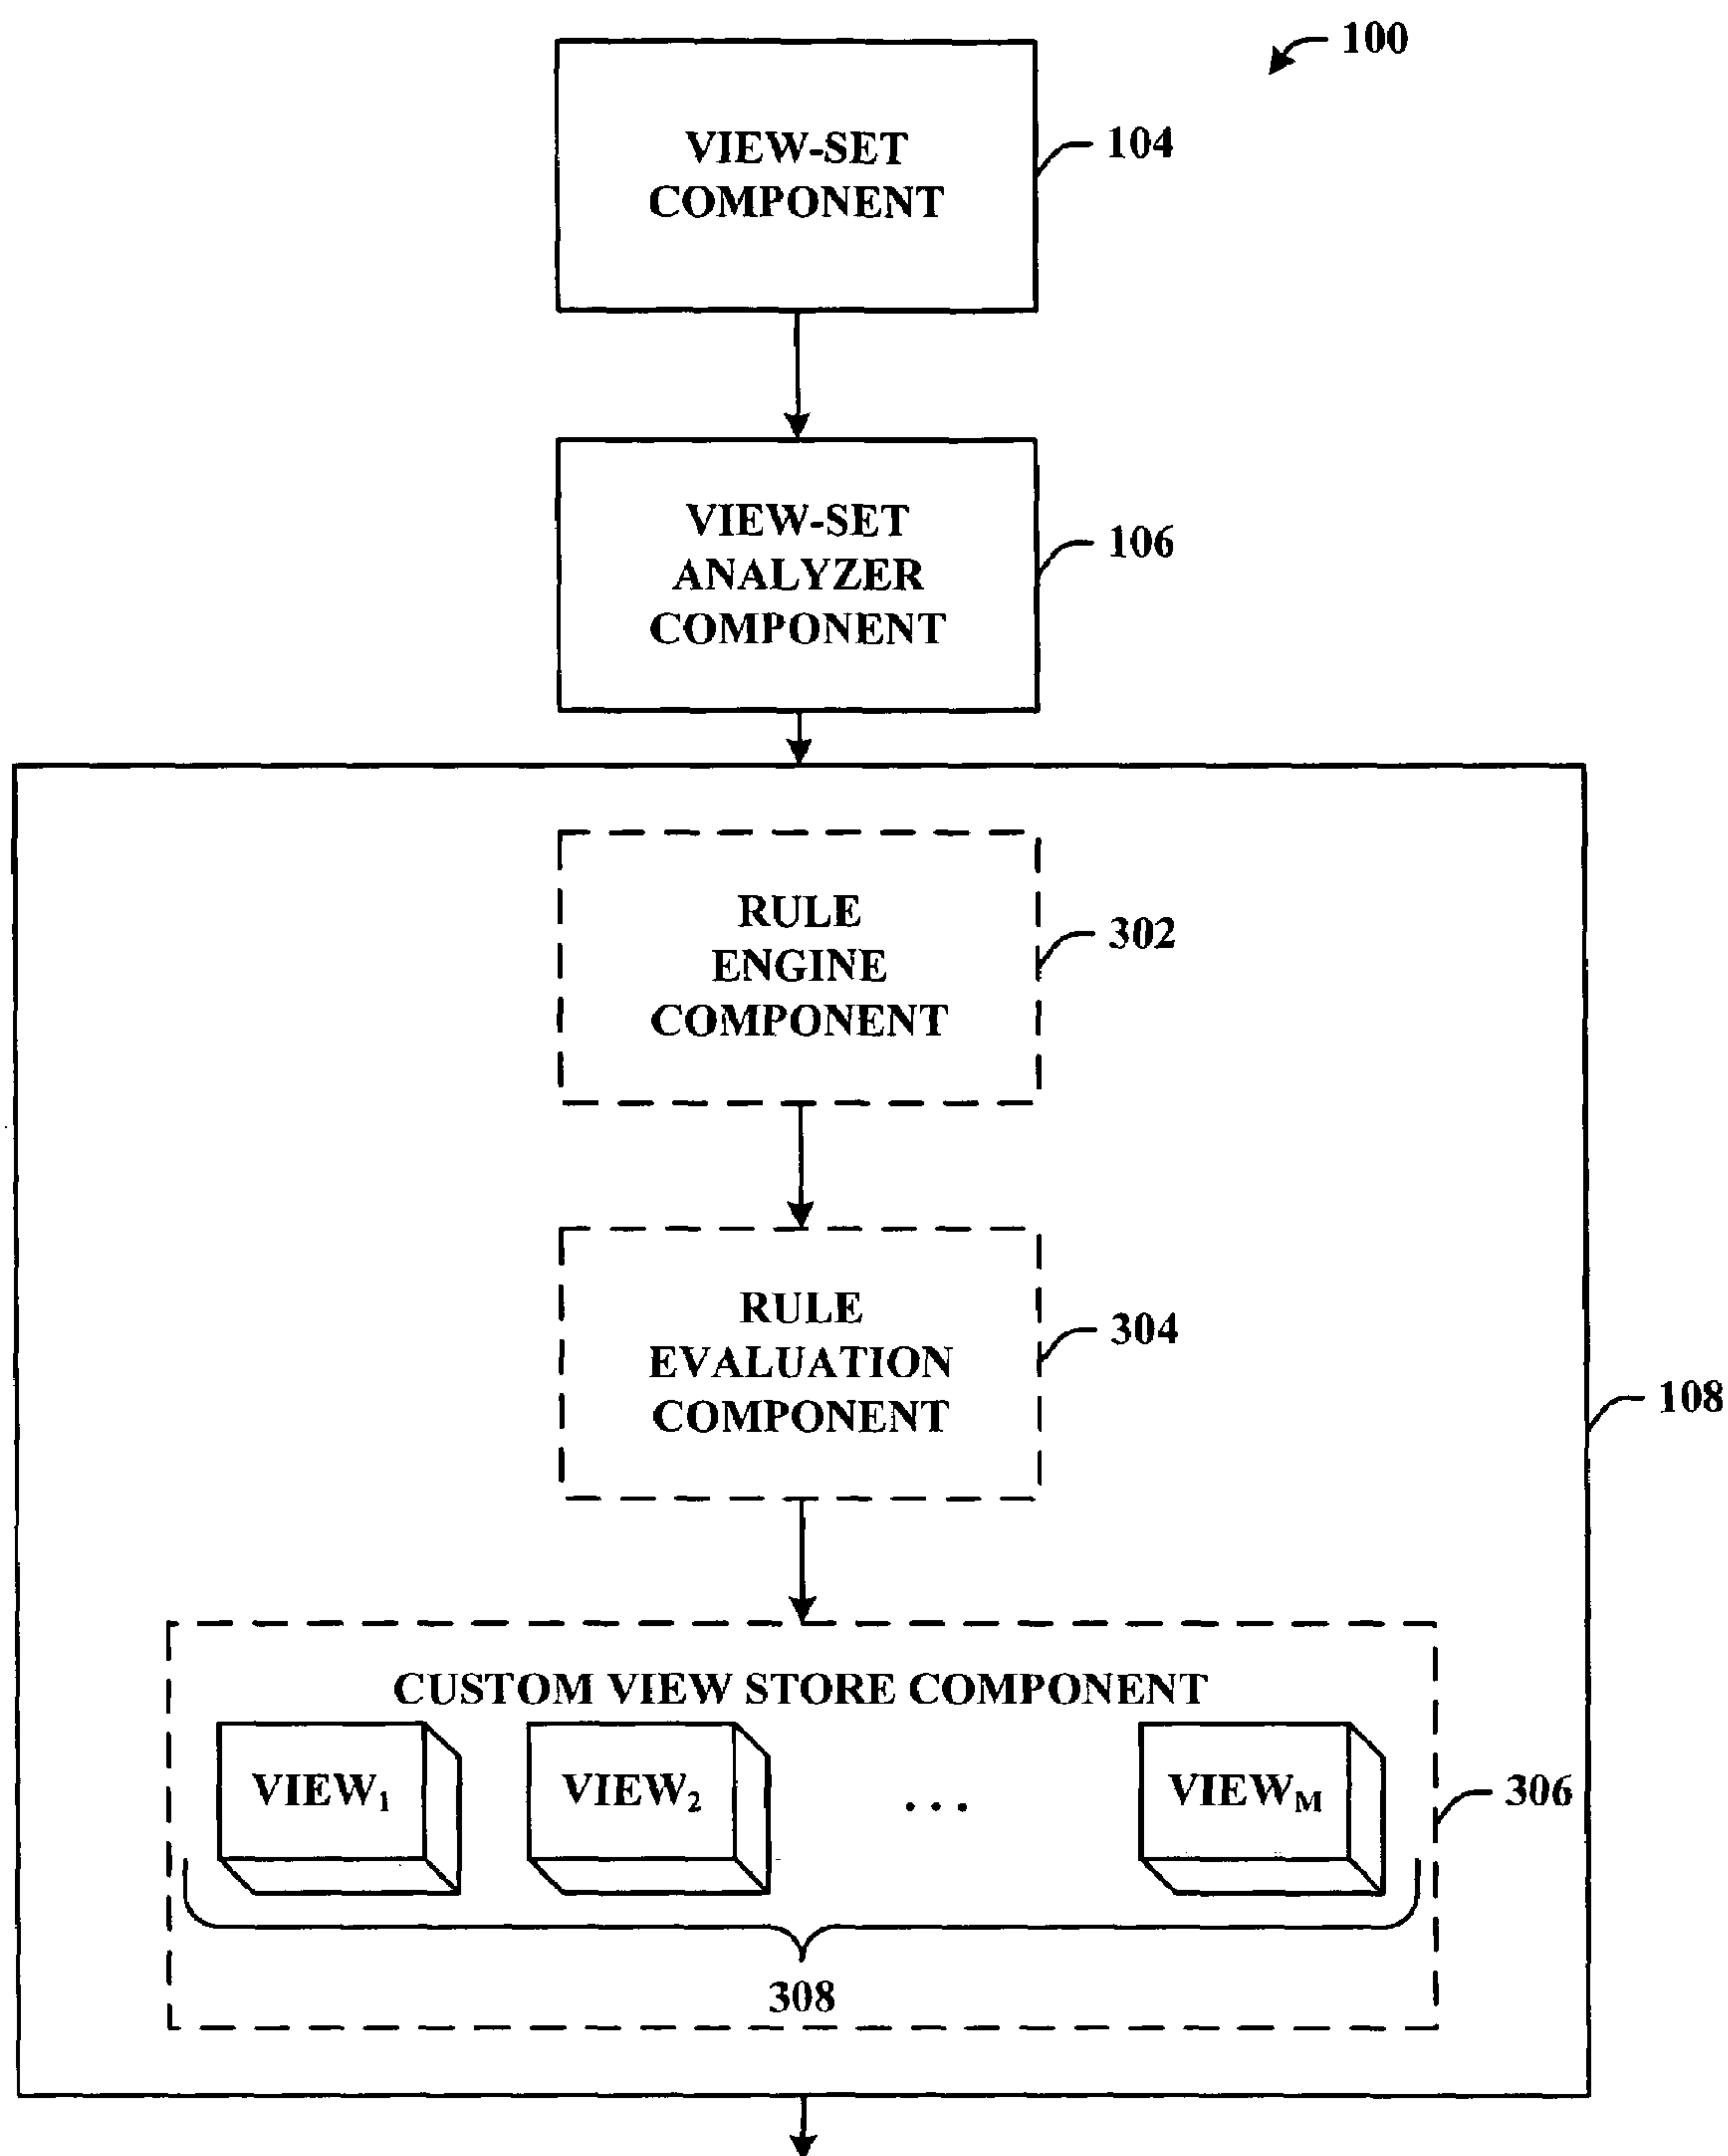 100
VIEW-SET
COMPONENT
104
VIEW-SET
ANALYZER
COMPONENT
106
RULE
ENGINE
COMPONENT
302
RULE
EVALUATION
COMPONENT
304
108
CUSTOM VIEW STORE COMPONENT
VIEW₁ VIEW₂ ... VIEW_M
306
308